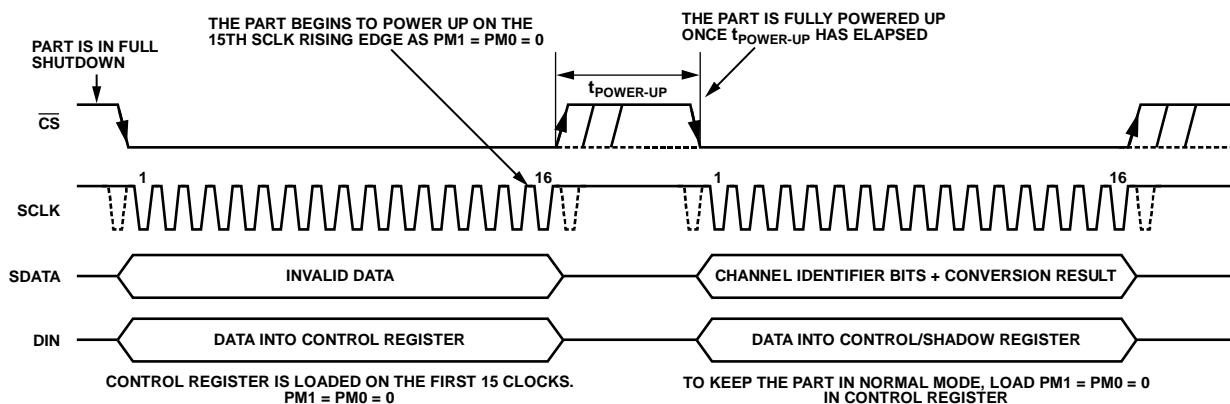 THE PART BEGINS TO POWER UP ON THE
15TH SCLK RISING EDGE AS PM1 = PM0 = 0
THE PART IS FULLY POWERED UP
ONCE tPOWER-UP HAS ELAPSED
PART IS IN FULL
SHUTDOWN
tPOWER-UP
CS
1 16 1 16
SCLK
SDATA INVALID DATA CHANNEL IDENTIFIER BITS + CONVERSION RESULT
DIN DATA INTO CONTROL REGISTER DATA INTO CONTROL/SHADOW REGISTER
CONTROL REGISTER IS LOADED ON THE FIRST 15 CLOCKS.
PM1 = PM0 = 0
TO KEEP THE PART IN NORMAL MODE, LOAD PM1 = PM0 = 0
IN CONTROL REGISTER